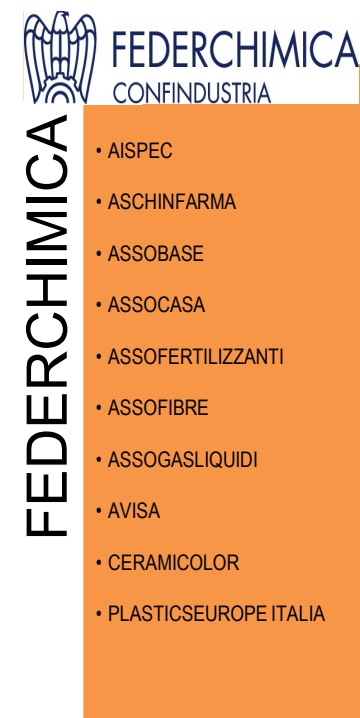 FEDERCHIMICA
CONFINDUSTRIA
FEDERCHIMICA
• AISPEC
• ASCHINFARMA
• ASSOBASE
• ASSOCASA
• ASSOFERTILIZZANTI
• ASSOFIBRE
• ASSOGASLIQUIDI
• AVISA
• CERAMICOLOR
• PLASTICSEUROPE ITALIA